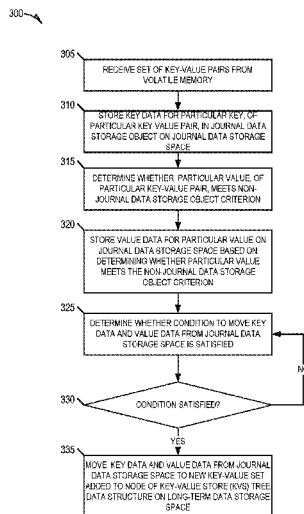 300
305
RECEIVE SET OF KEY-VALUE PAIRS FROM
VOLATILE MEMORY
310
STORE KEY DATA FOR PARTICULAR KEY, OF
PARTICULAR KEY-VALUE PAIR, IN JOURNAL DATA
STORAGE OBJECT ON JOURNAL DATA STORAGE
SPACE
315
DETERMINE WHETHER, PARTICULAR VALUE, OF
PARTICULAR KEY-VALUE PAIR, MEETS NON-
JOURNAL DATA STORAGE OBJECT CRITERION
320
STORE VALUE DATA FOR PARTICULAR VALUE ON
JOURNAL DATA STORAGE SPACE BASED ON
DETERMINING WHETHER PARTICULAR VALUE
MEETS THE NON-JOURNAL DATA STORAGE
OBJECT CRITERION
325
DETERMINE WHETHER CONDITION TO MOVE KEY
DATA AND VALUE DATA FROM JOURNAL DATA
STORAGE SPACE IS SATISFIED
330
CONDITION SATISFIED?
YES
335
MOVE KEY DATA AND VALUE DATA FROM JOURNAL
DATA STORAGE SPACE TO NEW KEY-VALUE SET
ADDED TO NODE OF KEY-VALUE STORE (KVS) TREE
DATA STRUCTURE ON LONG-TERM DATA STORAGE
SPACE